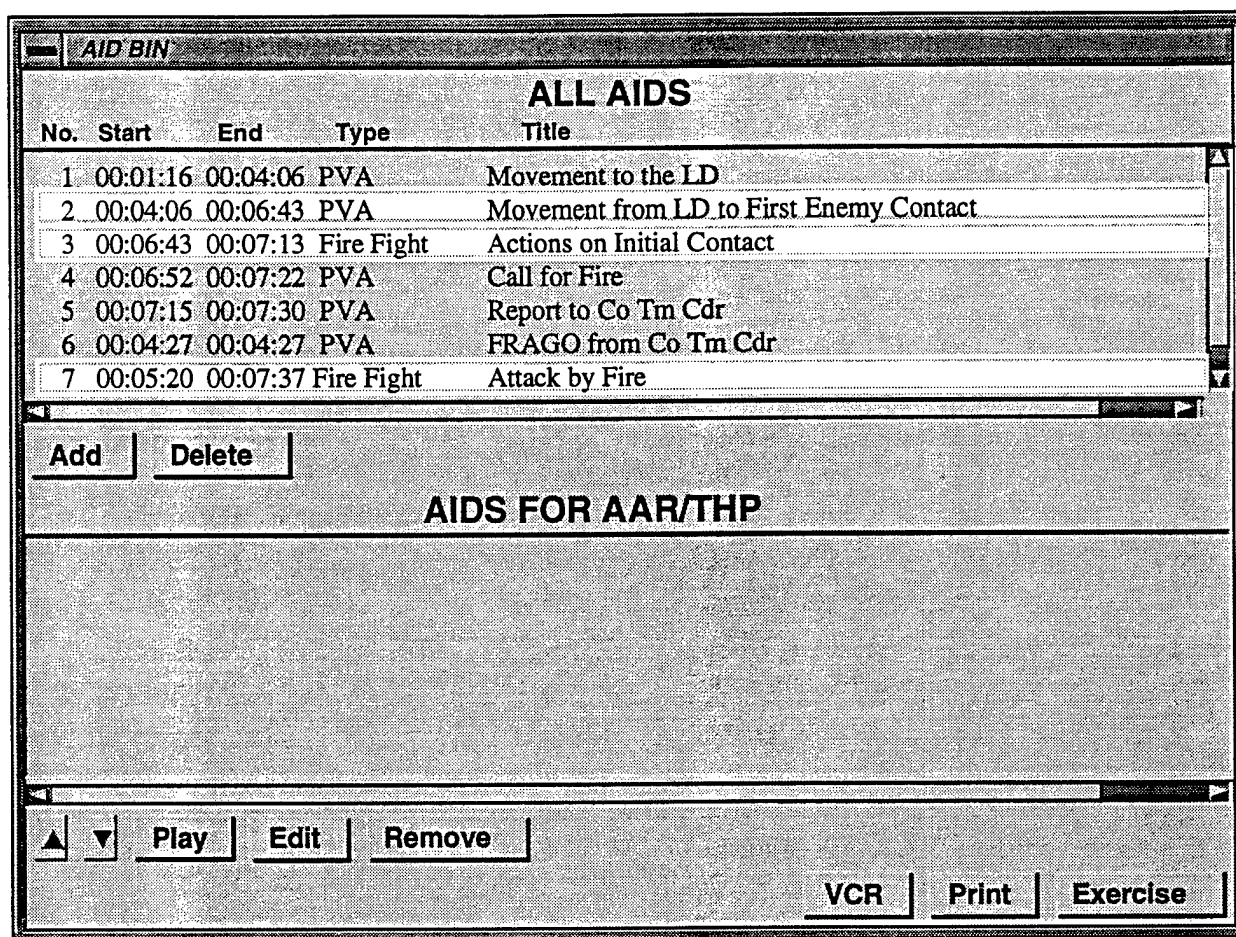 AID BIN
ALL AIDS
No. Start End Type Title
1 00:01:16 00:04:06 PVA Movement to the LD
2 00:04:06 00:06:43 PVA Movement from LD to First Enemy Contact
3 00:06:43 00:07:13 Fire Fight Actions on Initial Contact
4 00:06:52 00:07:22 PVA Call for Fire
5 00:07:15 00:07:30 PVA Report to Co Tm Cdr
6 00:04:27 00:04:27 PVA FRAGO from Co Tm Cdr
7 00:05:20 00:07:37 Fire Fight Attack by Fire
Add Delete
AIDS FOR AAR/THP
Play Edit Remove
VCR Print Exercise